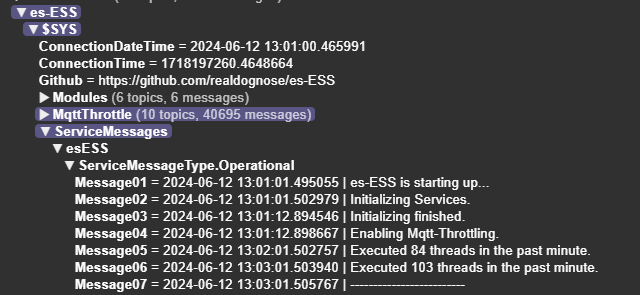 ▼ es-ESS
▼ $SYS
ConnectionDateTime = 2024-06-12 13:01:00.465991
ConnectionTime = 1718197260.4648664
Github = https://github.com/realdognose/es-ESS
▶ Modules (6 topics, 6 messages)
▶ MqttThrottle (10 topics, 40695 messages)
▼ ServiceMessages
▼ esESS
▼ ServiceMessageType.Operational
Message01 = 2024-06-12 13:01:01.495055 | es-ESS is starting up...
Message02 = 2024-06-12 13:01:01.502979 | Initializing Services.
Message03 = 2024-06-12 13:01:12.894546 | Initializing finished.
Message04 = 2024-06-12 13:01:12.898667 | Enabling Mqtt-Throttling.
Message05 = 2024-06-12 13:02:01.502757 | Executed 84 threads in the past minute.
Message06 = 2024-06-12 13:03:01.503940 | Executed 103 threads in the past minute.
Message07 = 2024-06-12 13:03:01.505767 | -------------------------